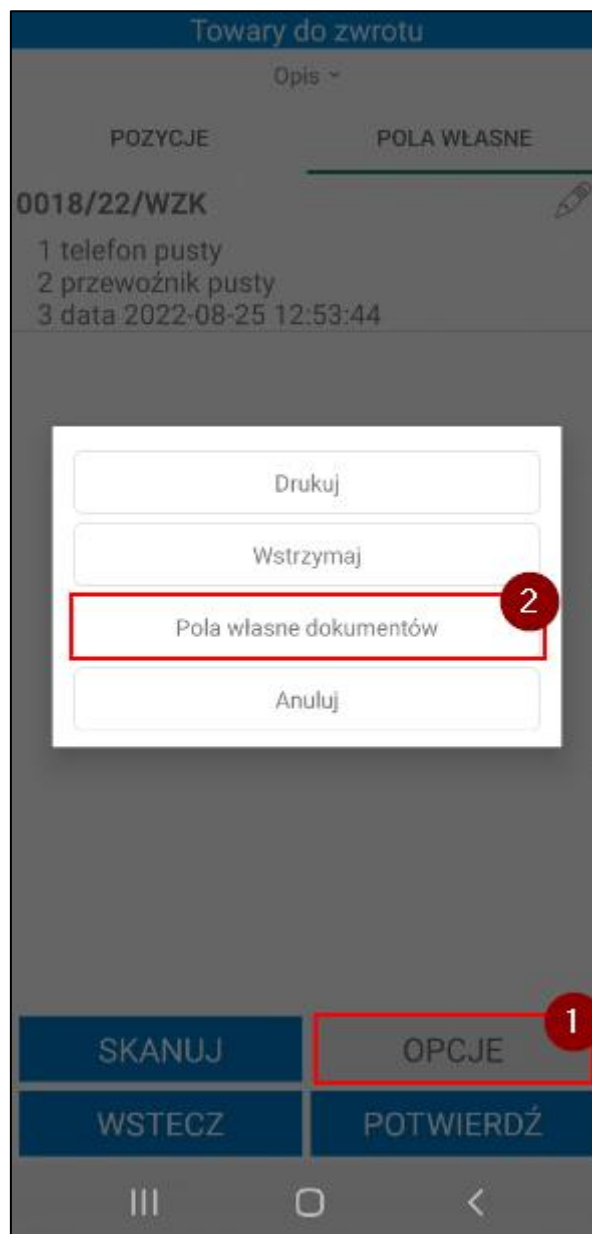 Towary do zwrotu
Opis
POZYCJE POLA WŁASNE
0018/22/WZK
1 telefon pusty
2 przewoźnik pusty
3 data 2022-08-25 12:53:44
Drukuj
Wstrzymaj
2
Pola własne dokumentów
Anuluj
1
SKANUJ OPCJE
WSTECZ POTWIERDŹ